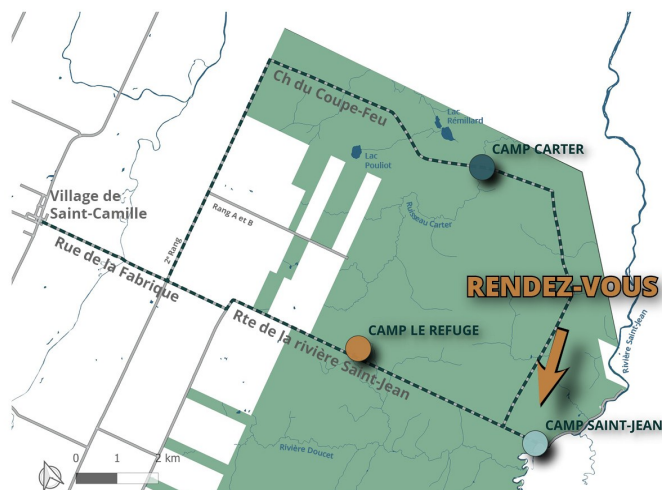 Ch du Coupe-Feu
Lac
Rémillard
CAMP CARTER
Lac
Pouliot
Village de
Saint-Camille
Rang A et B
Ruisseau Carter
2e Rang
Rue de la Fabrique
RENDEZ-VOUS
Rte de la rivière Saint-Jean
CAMP LE REFUGE
Rivière Saint-Jean
CAMP SAINT-JEAN
Rivière Doucet
0 1 2 km